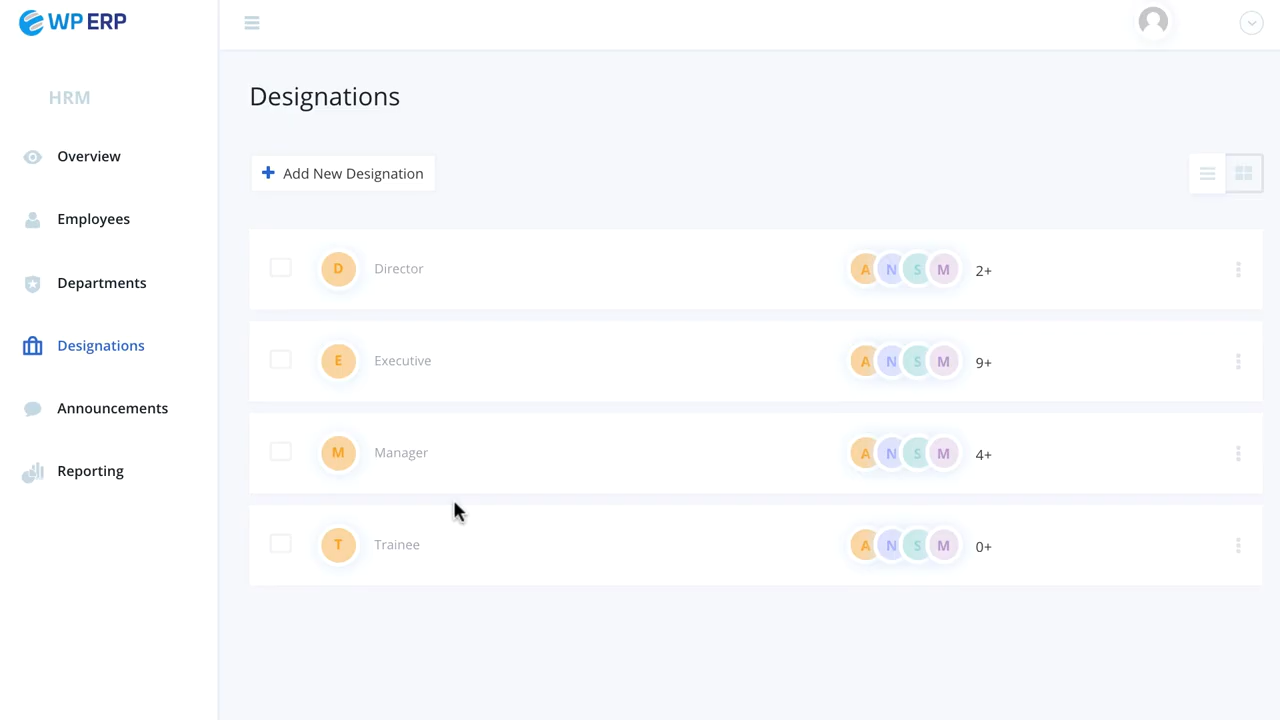 WP ERP
HRM
Overview
Employees
Departments
Designations
Announcements
Reporting
Designations
Add New Designation
D Director A N S M 2+
E Executive A N S M 9+
M Manager A N S M 4+
T Trainee A N S M 0+